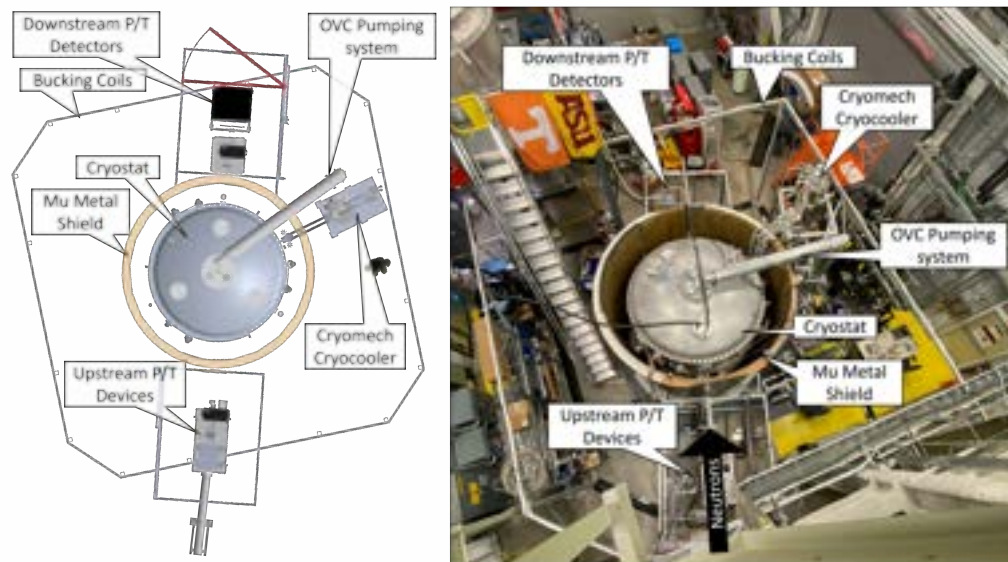 Downstream P/T
Detectors
OVC Pumping
system
Bucking Coils
Cryostat
Mu Metal
Shield
Cryomech
Cryocooler
Upstream P/T
Devices
Downstream P/T
Detectors
Bucking Coils
Cryomech
Cryocooler
T
ASU
OVC Pumping
system
Cryostat
Mu Metal
Shield
Upstream P/T
Devices
Neutrons